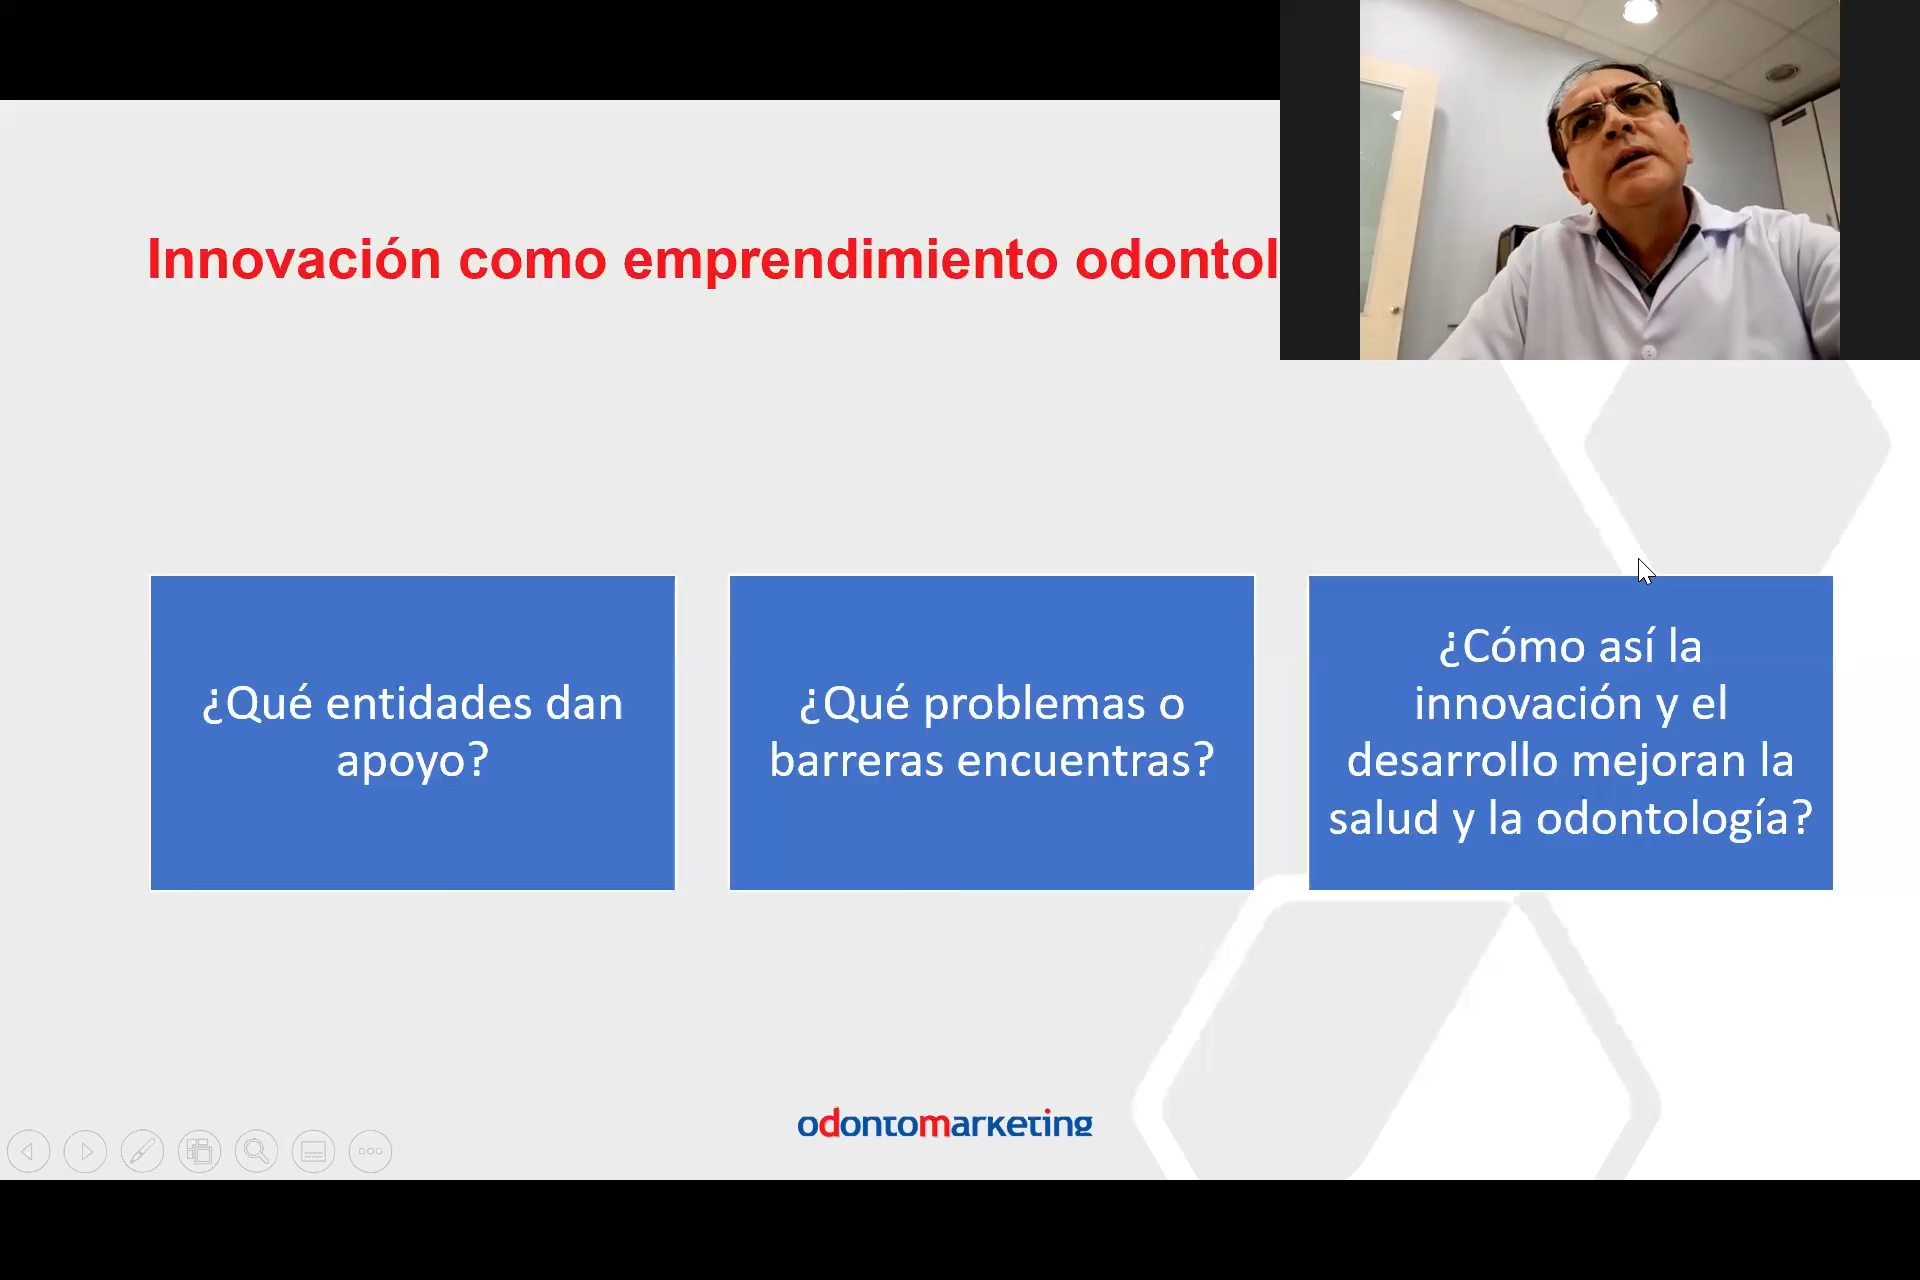 Innovación como emprendimiento odontol
¿Qué entidades dan
apoyo?
¿Qué problemas o
barreras encuentras?
¿Cómo así la
innovación y el
desarrollo mejoran la
salud y la odontología?
odontomarketing